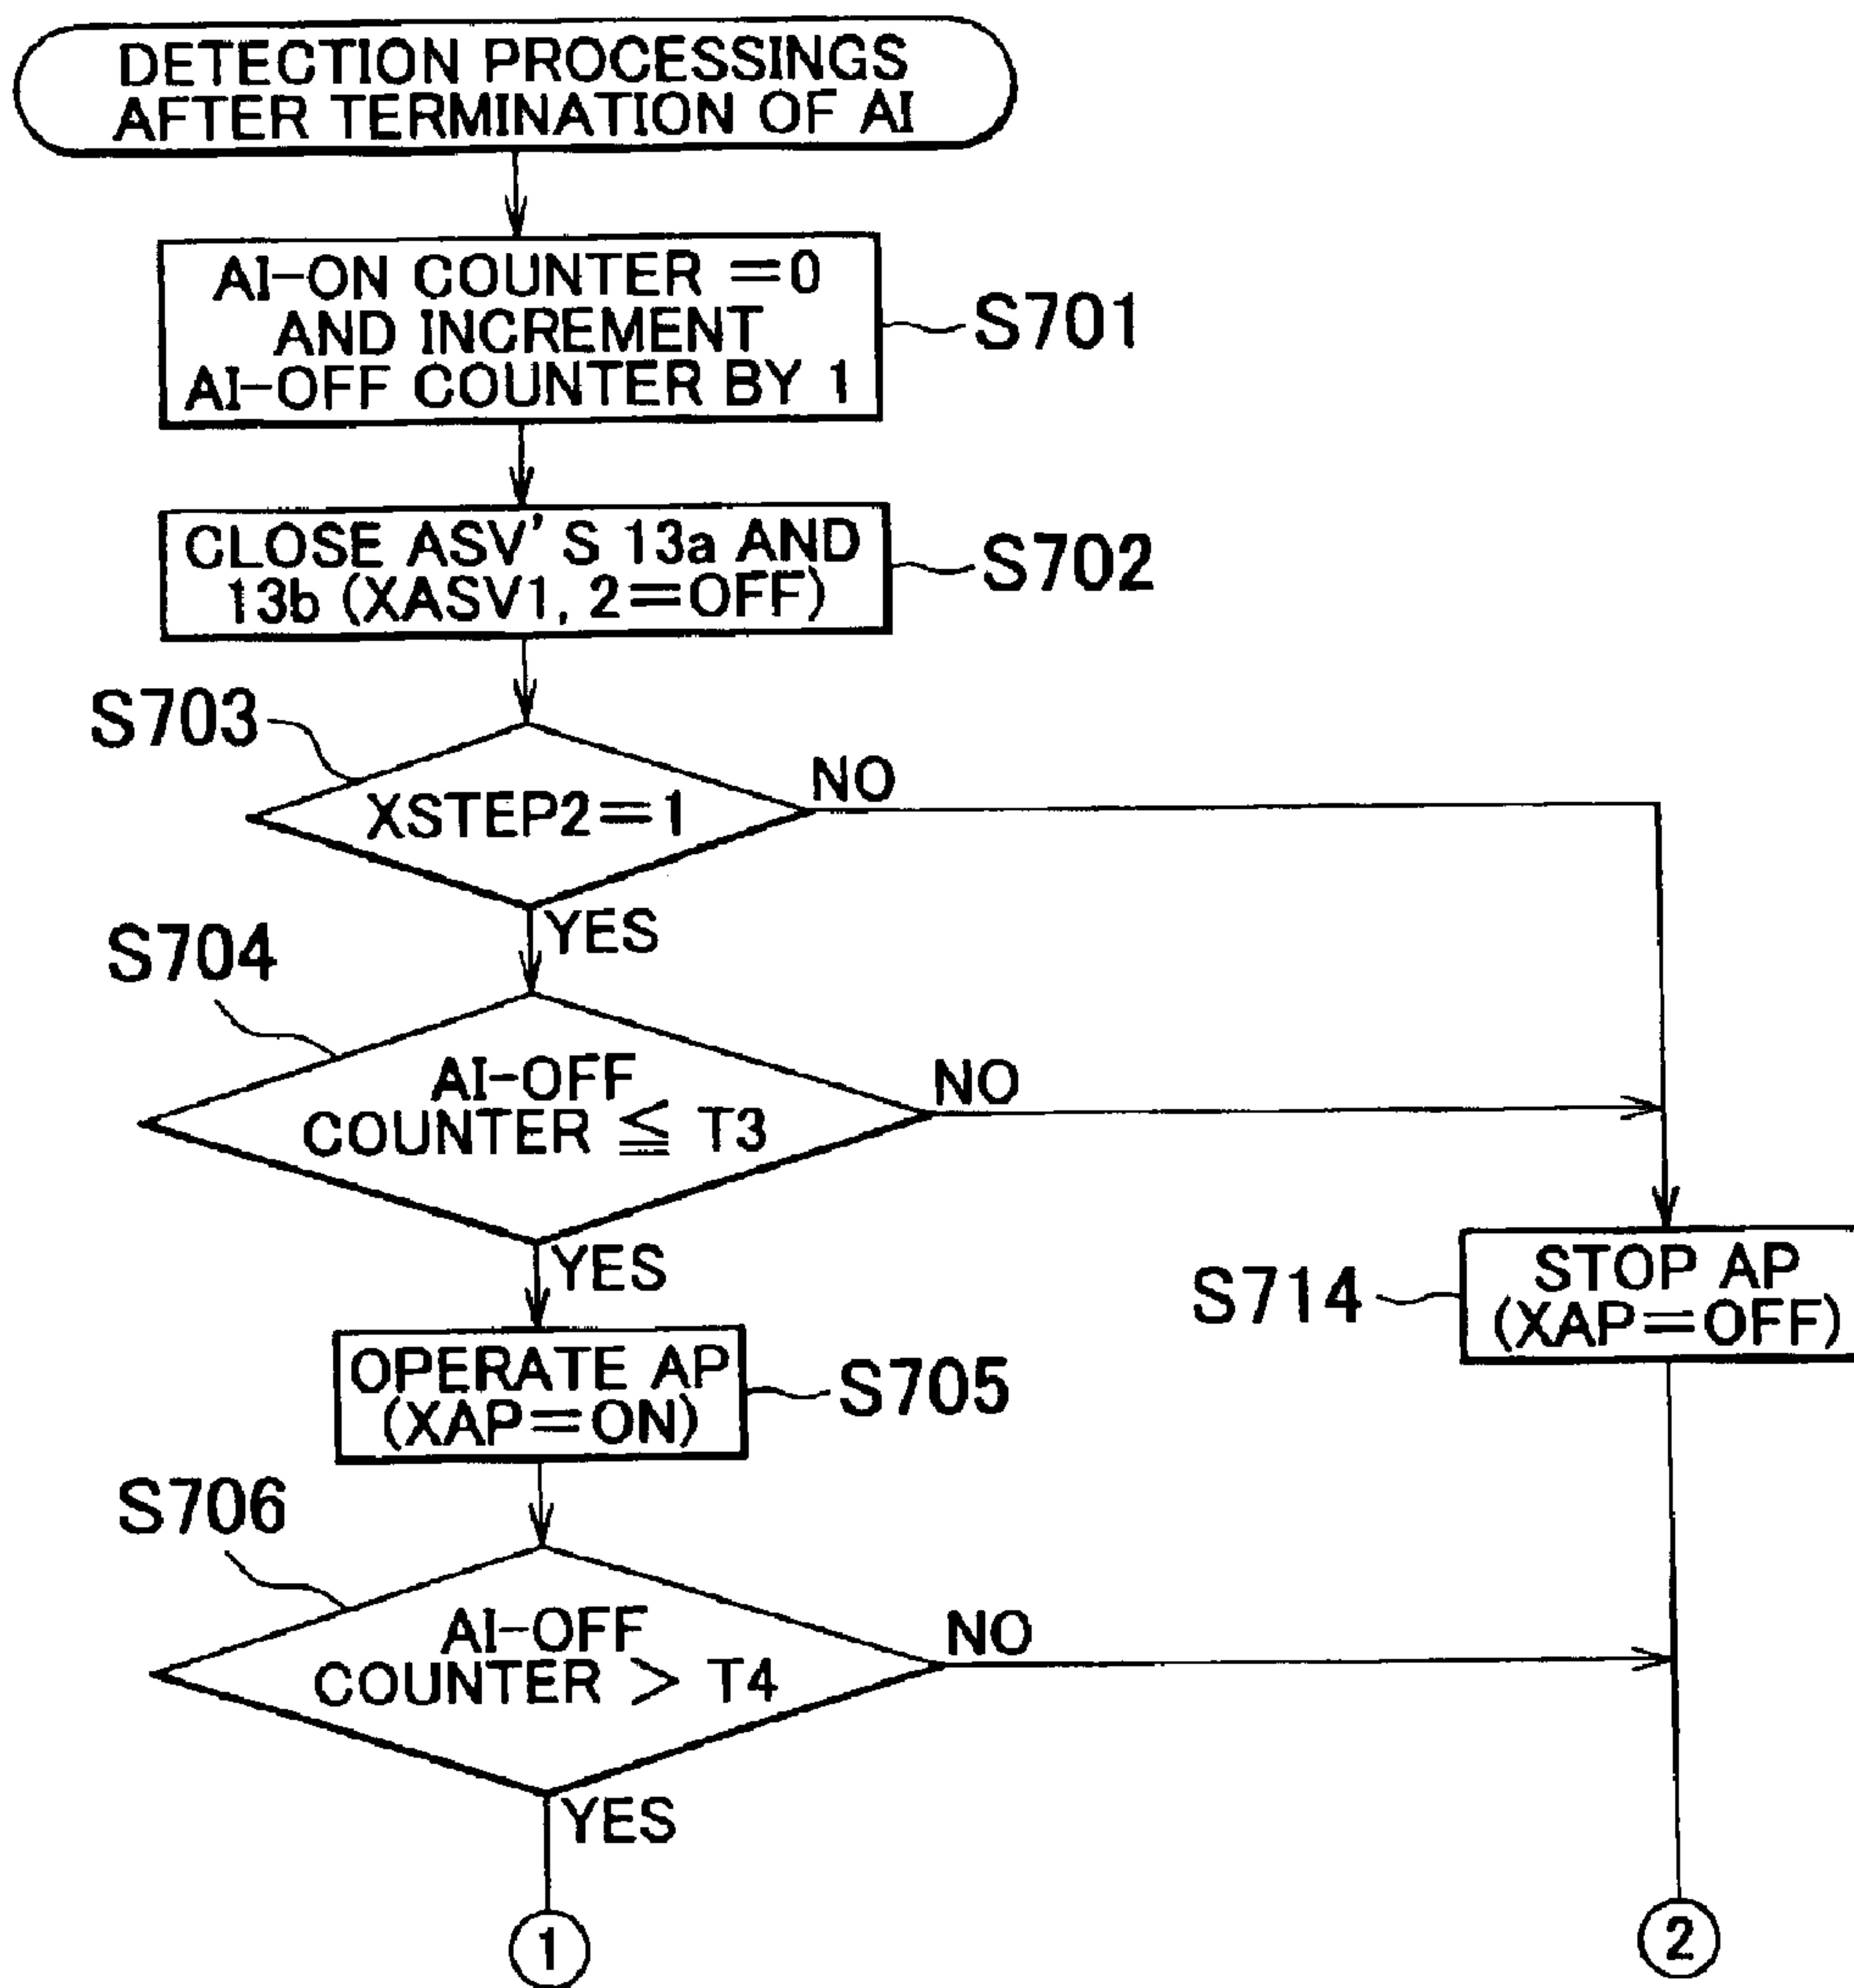 DETECTION PROCESSINGS
AFTER TERMINATION OF AI
AI-ON COUNTER =0
AND INCREMENT
AI-OFF COUNTER BY 1
S701
CLOSE ASV'S 13a AND
13b (XASV1, 2=OFF)
S702
S703
XSTEP2=1
NO
YES
S704
AI-OFF
COUNTER ≦ T3
NO
YES
S714
STOP AP
(XAP=OFF)
OPERATE AP
(XAP=ON)
S705
S706
AI-OFF
COUNTER > T4
NO
YES
1
2